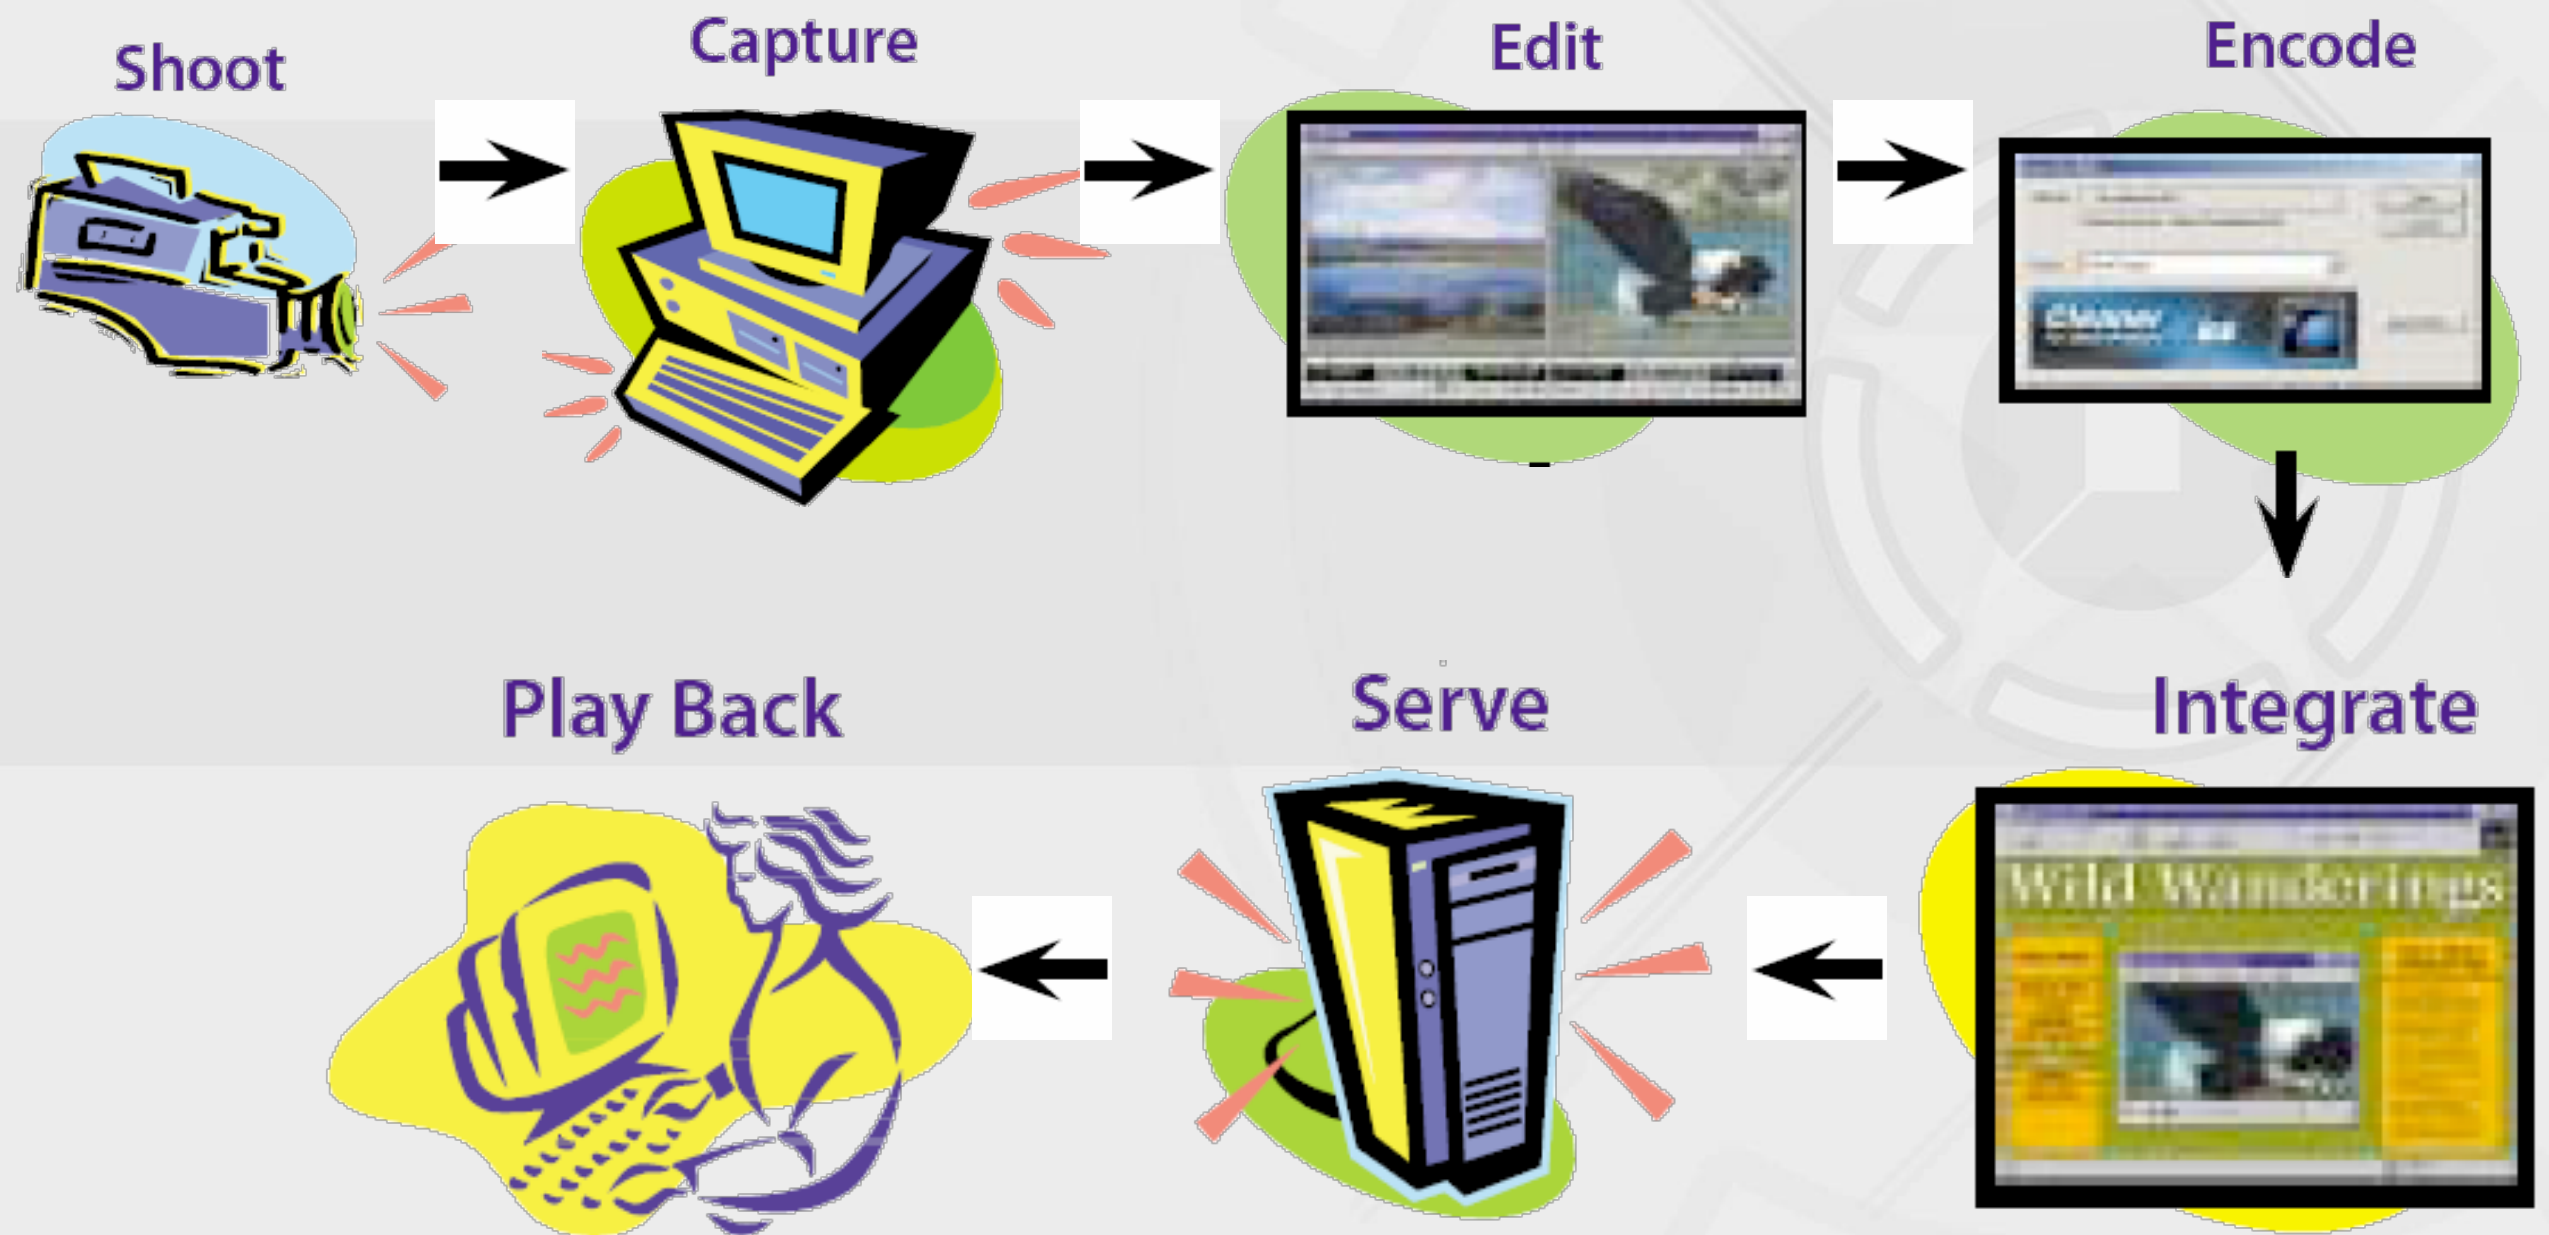 Shoot
Capture
Edit
Encode
Play Back
Serve
Integrate
Wild Wanderings